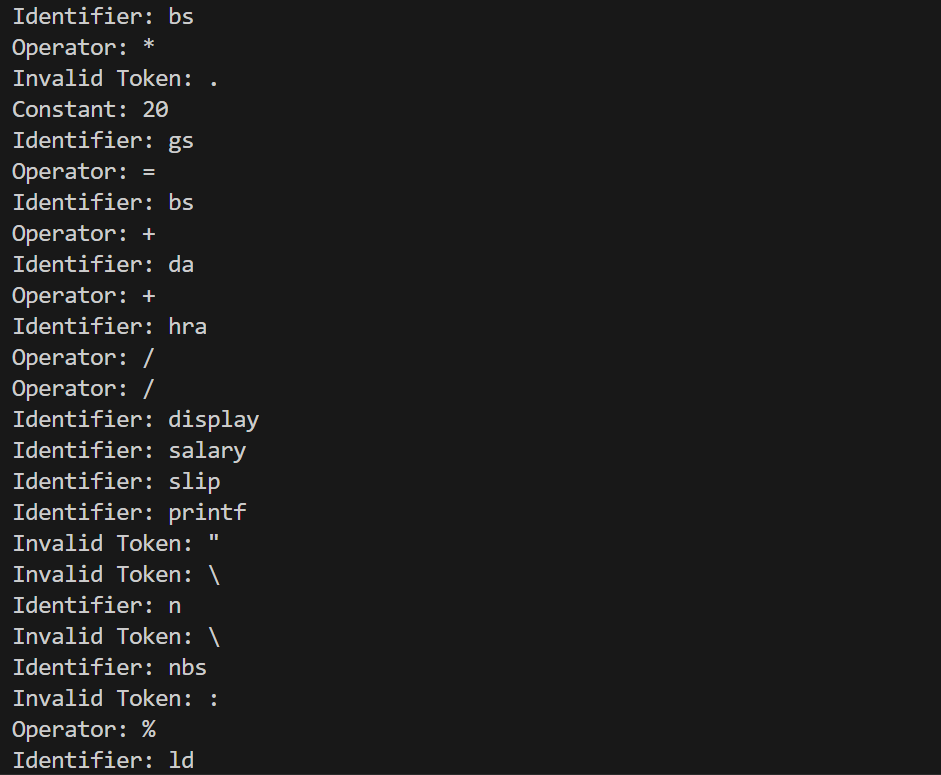 Identifier: bs
Operator: *
Invalid Token: .
Constant: 20
Identifier: gs
Operator: =
Identifier: bs
Operator: +
Identifier: da
Operator: +
Identifier: hra
Operator: /
Operator: /
Identifier: display
Identifier: salary
Identifier: slip
Identifier: printf
Invalid Token: "
Invalid Token: \
Identifier: n
Invalid Token: \
Identifier: nbs
Invalid Token: :
Operator: %
Identifier: ld